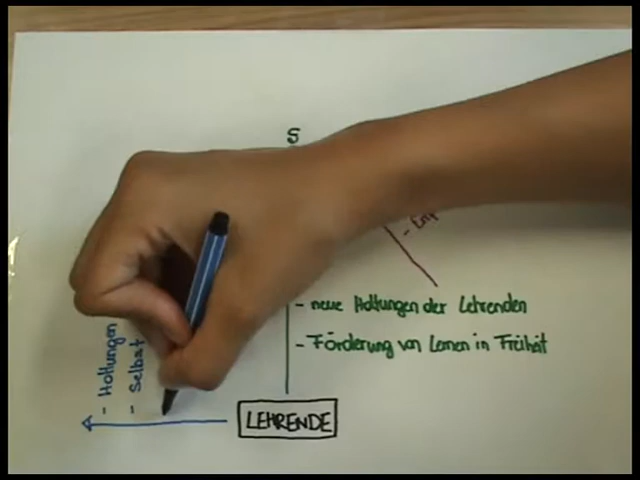 S
- neue Haltungen der Lehrenden
- Förderung von Lernen in Freiheit
- Haltungen
- Selbst
LEHRENDE